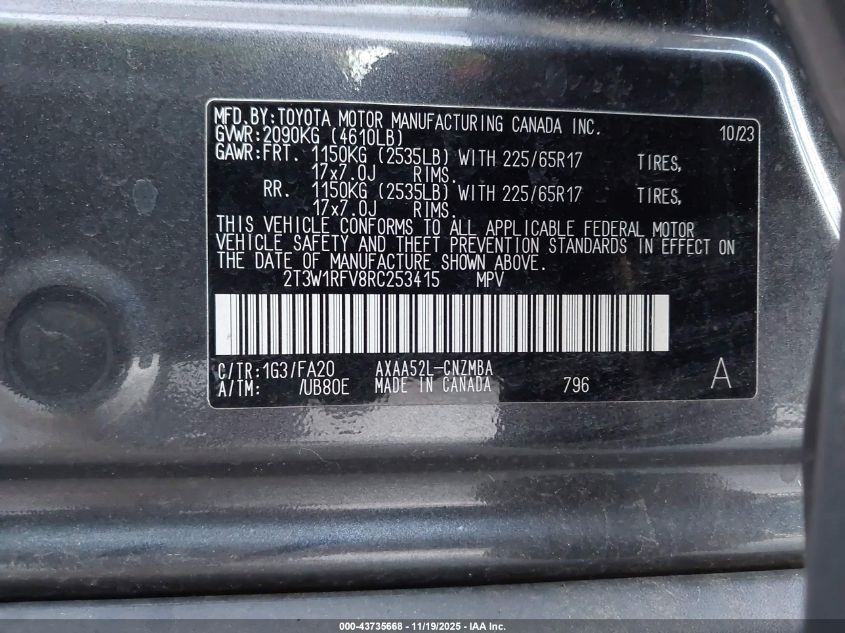 MFD.BY:TOYOTA MOTOR MANUFACTURING CANADA INC. 10/23
GVWR:2090KG (4610LB)
GAWR:FRT. 1150KG (2535LB) WITH 225/65R17 TIRES,
17x7.0J RIMS.
RR. 1150KG (2535LB) WITH 225/65R17 TIRES,
17x7.0J RIMS.
THIS VEHICLE CONFORMS TO ALL APPLICABLE FEDERAL MOTOR
VEHICLE SAFETY AND THEFT PREVENTION STANDARDS IN EFFECT ON
THE DATE OF MANUFACTURE SHOWN ABOVE.
2T3W1RFV8RC253415 MPV
C/TR:1G3/FA20 AXAA52L-CNZMBA
A/TM: /UB80E MADE IN CANADA 796 A
000-43735668 - 11/19/2025 - IAA Inc.